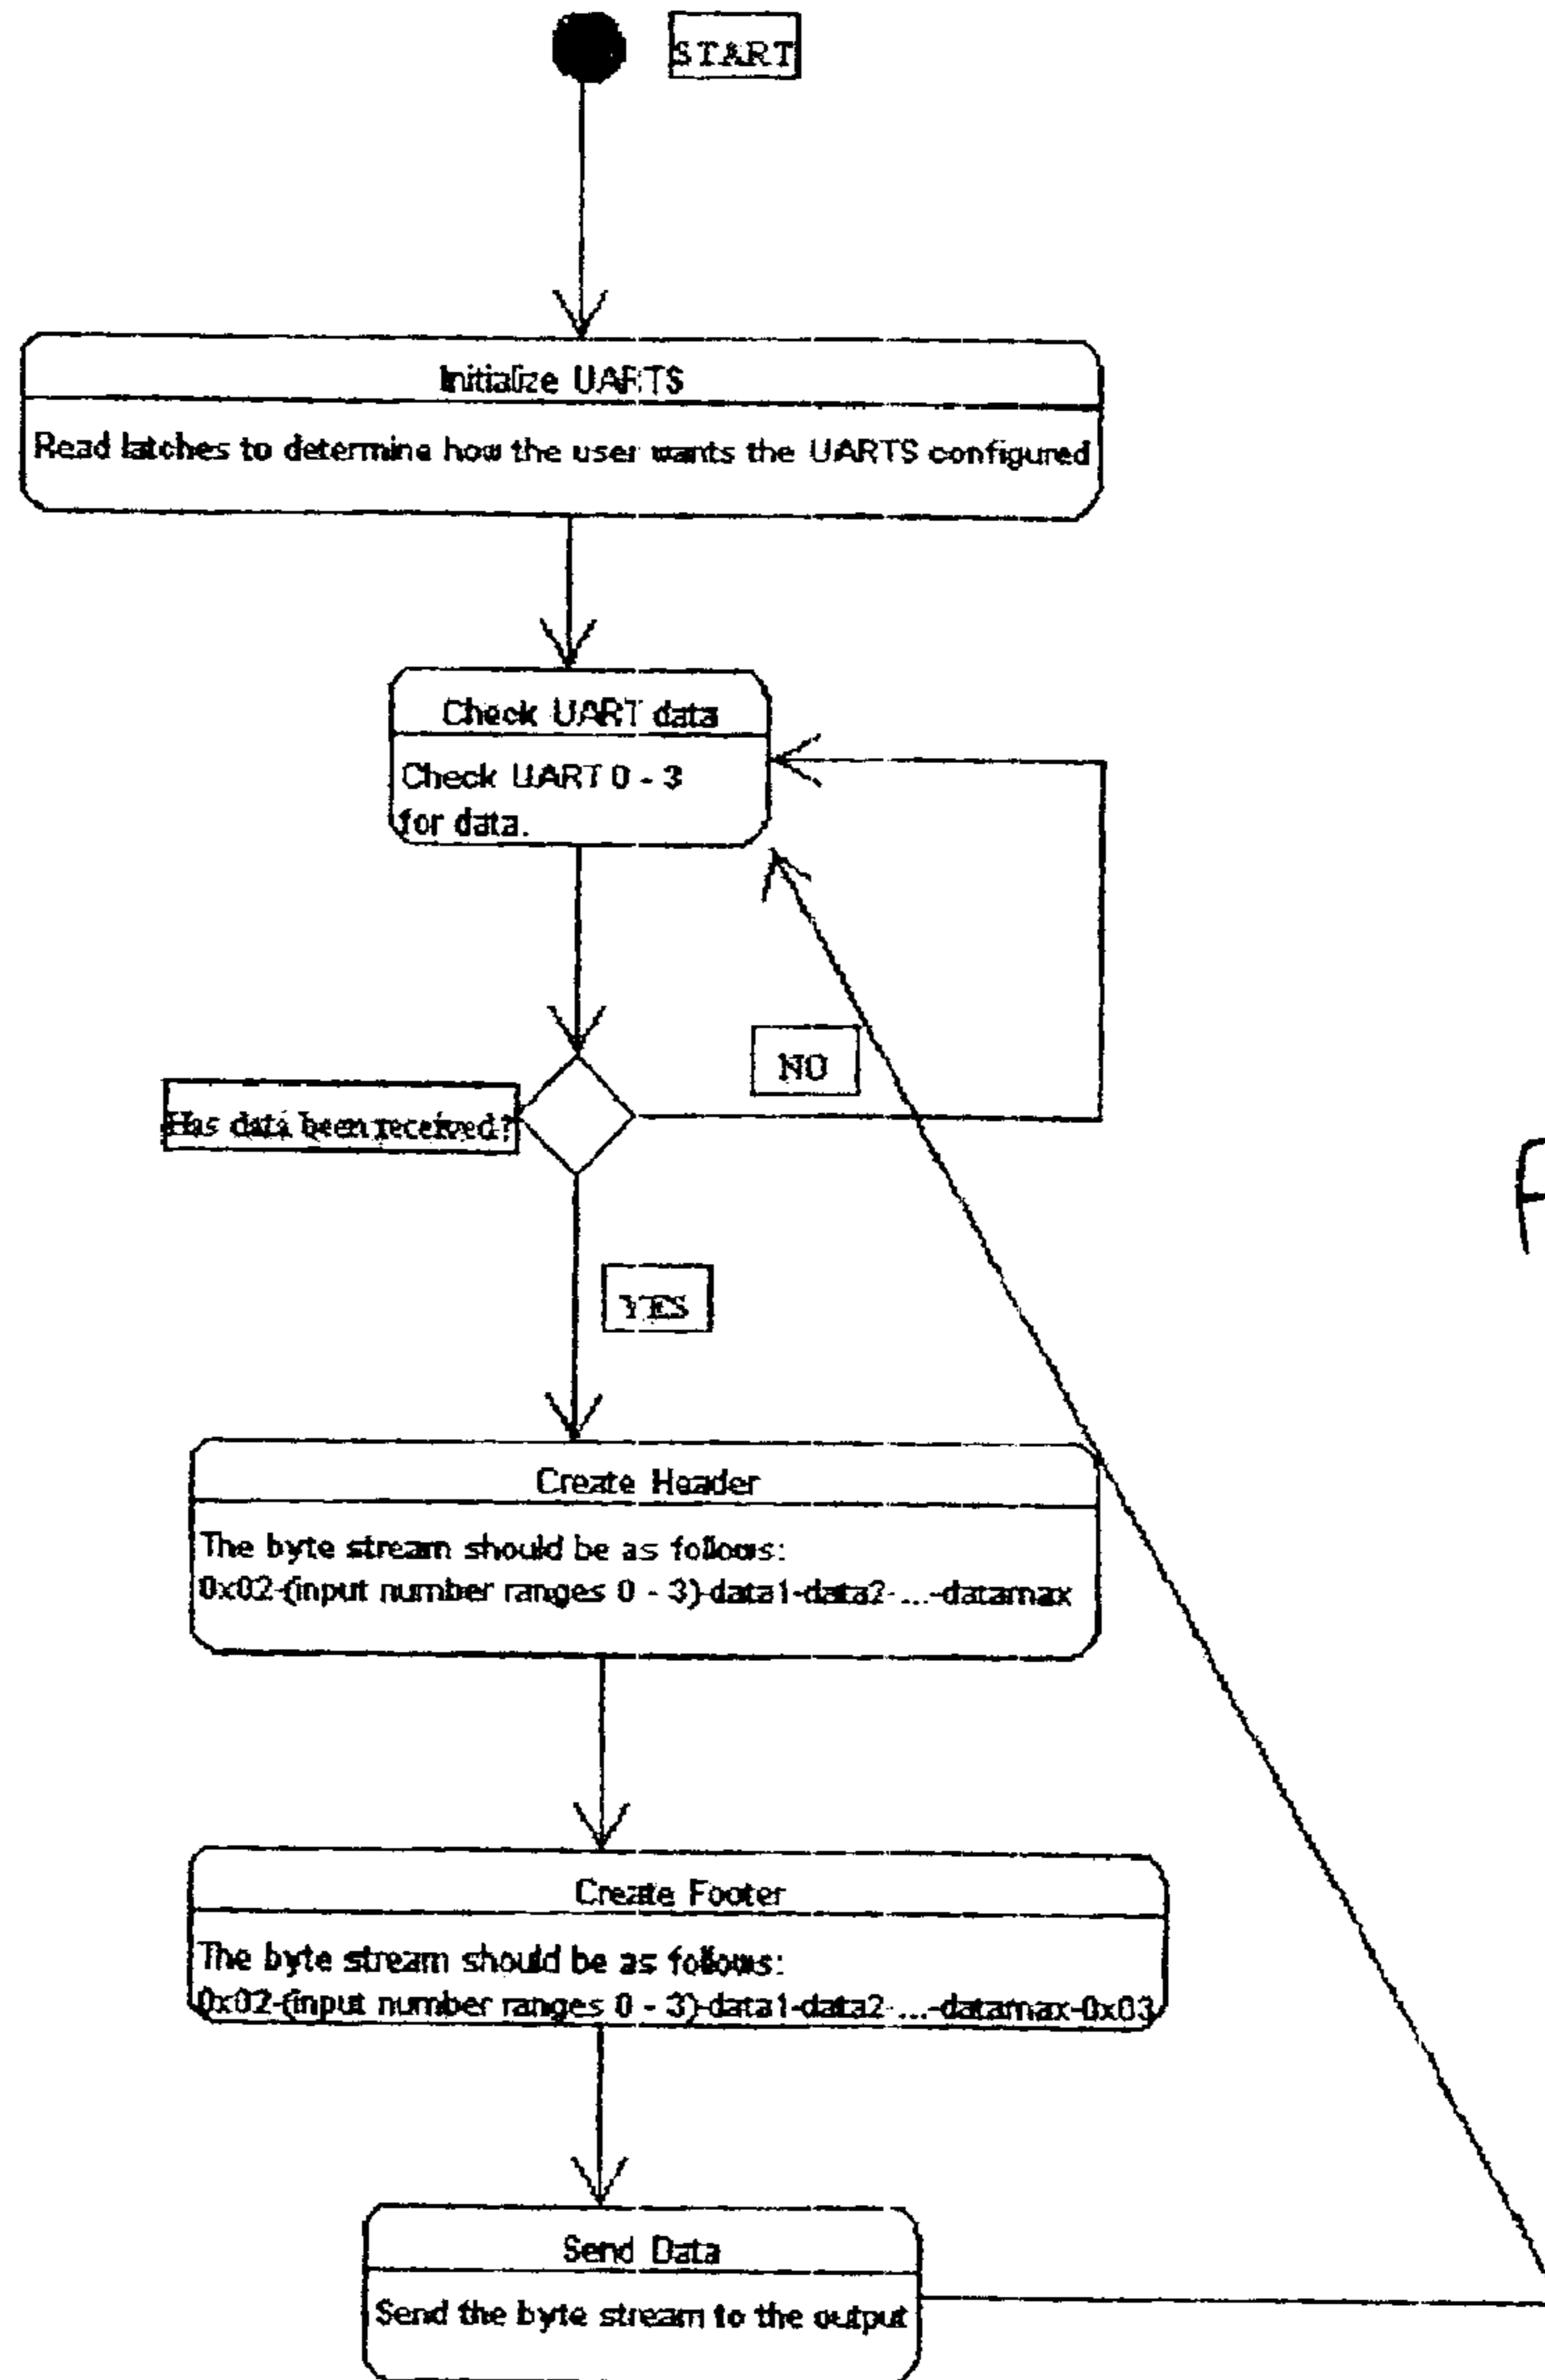 START
Initialize UARTS
Read latches to determine how the user wants the UARTS configured
Check UART data
Check UART 0 - 3
for data.
NO
Has data been received?
YES
Create Header
The byte stream should be as follows:
0x02-(input number ranges 0 - 3)-data1-data2-...-datamax
Create Footer
The byte stream should be as follows:
0x02-(input number ranges 0 - 3)-data1-data2-...-datamax-0x03
Send Data
Send the byte stream to the output